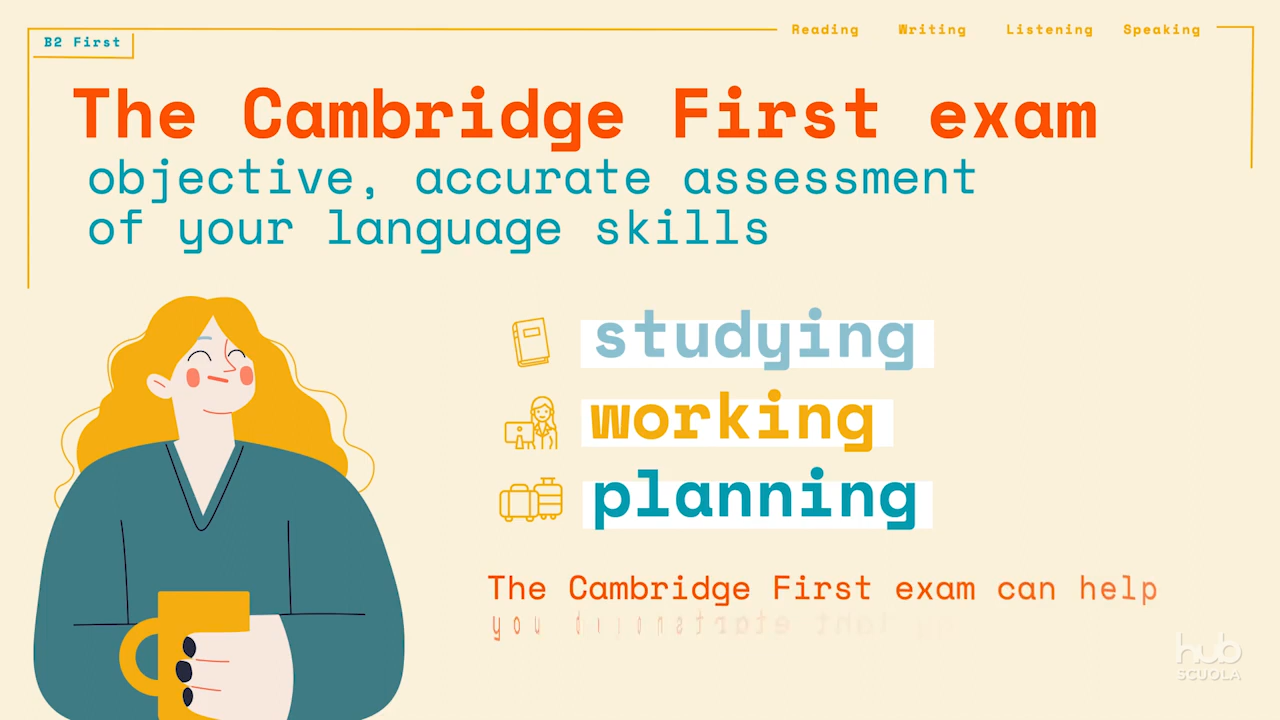 B2 First
Reading Writing Listening Speaking
The Cambridge First exam
objective, accurate assessment
of your language skills
studying
working
planning
The Cambridge First exam can help
you
hub
SCUOLA